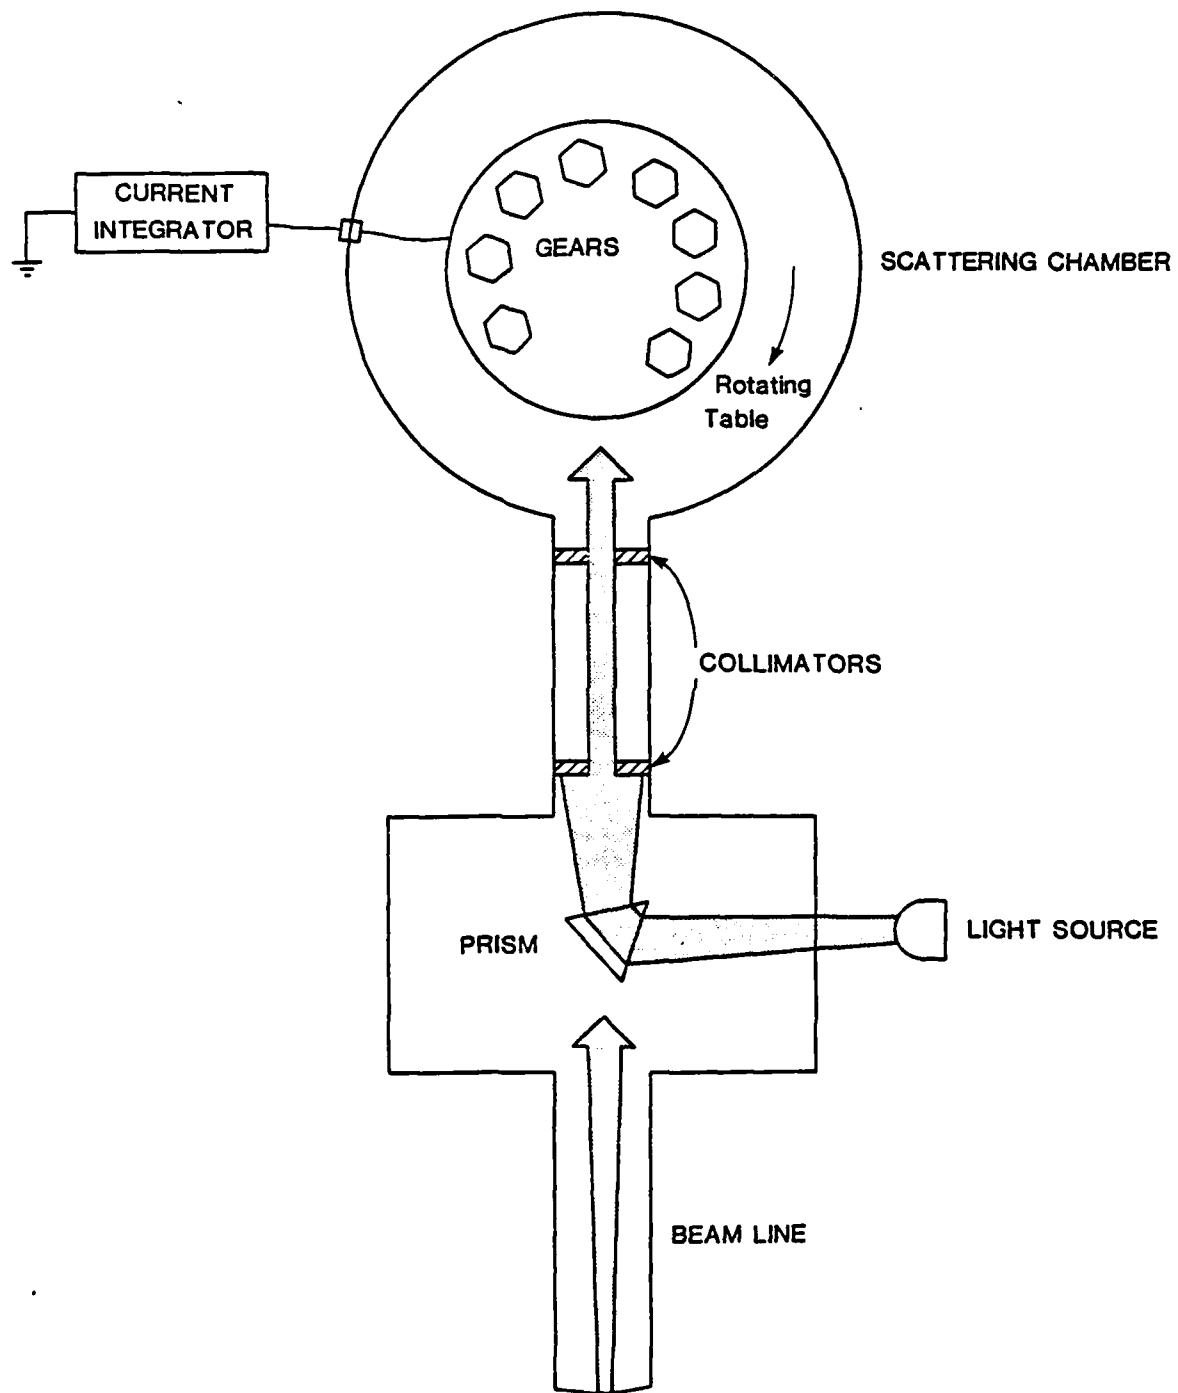 CURRENT
INTEGRATOR
GEARS
SCATTERING CHAMBER
Rotating
Table
COLLIMATORS
PRISM
LIGHT SOURCE
BEAM LINE